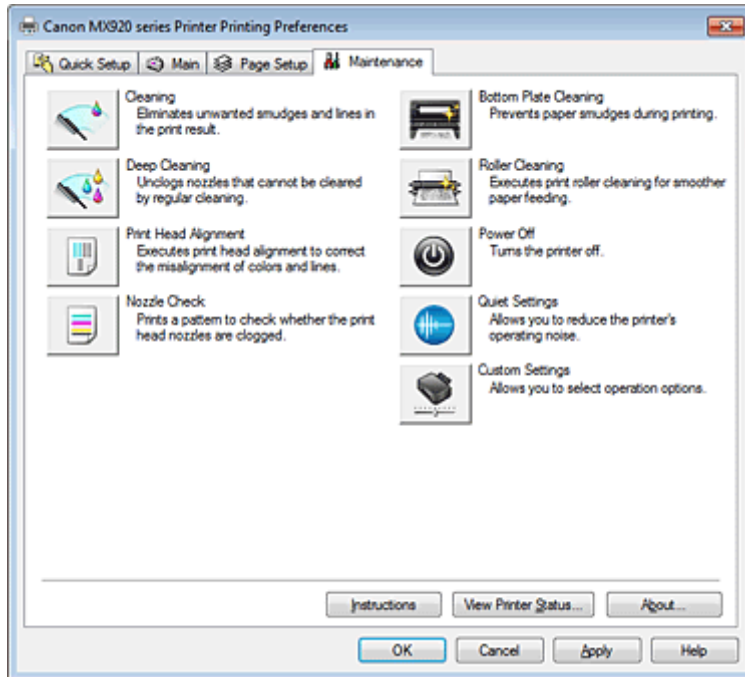 Canon MX920 series Printer Printing Preferences
Quick Setup
Main
Page Setup
Maintenance
Cleaning
Eliminates unwanted smudges and lines in
the print result.
Deep Cleaning
Unclogs nozzles that cannot be cleared
by regular cleaning.
Print Head Alignment
Executes print head alignment to correct
the misalignment of colors and lines.
Nozzle Check
Prints a pattern to check whether the print
head nozzles are clogged.
Bottom Plate Cleaning
Prevents paper smudges during printing.
Roller Cleaning
Executes print roller cleaning for smoother
paper feeding.
Power Off
Turns the printer off.
Quiet Settings
Allows you to reduce the printer's
operating noise.
Custom Settings
Allows you to select operation options.
Instructions
View Printer Status...
About...
OK
Cancel
Apply
Help